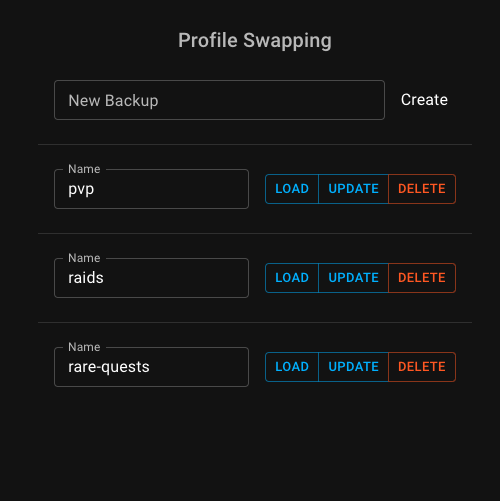 Profile Swapping
New Backup Create
Name
pvp LOAD UPDATE DELETE
Name
raids LOAD UPDATE DELETE
Name
rare-quests LOAD UPDATE DELETE